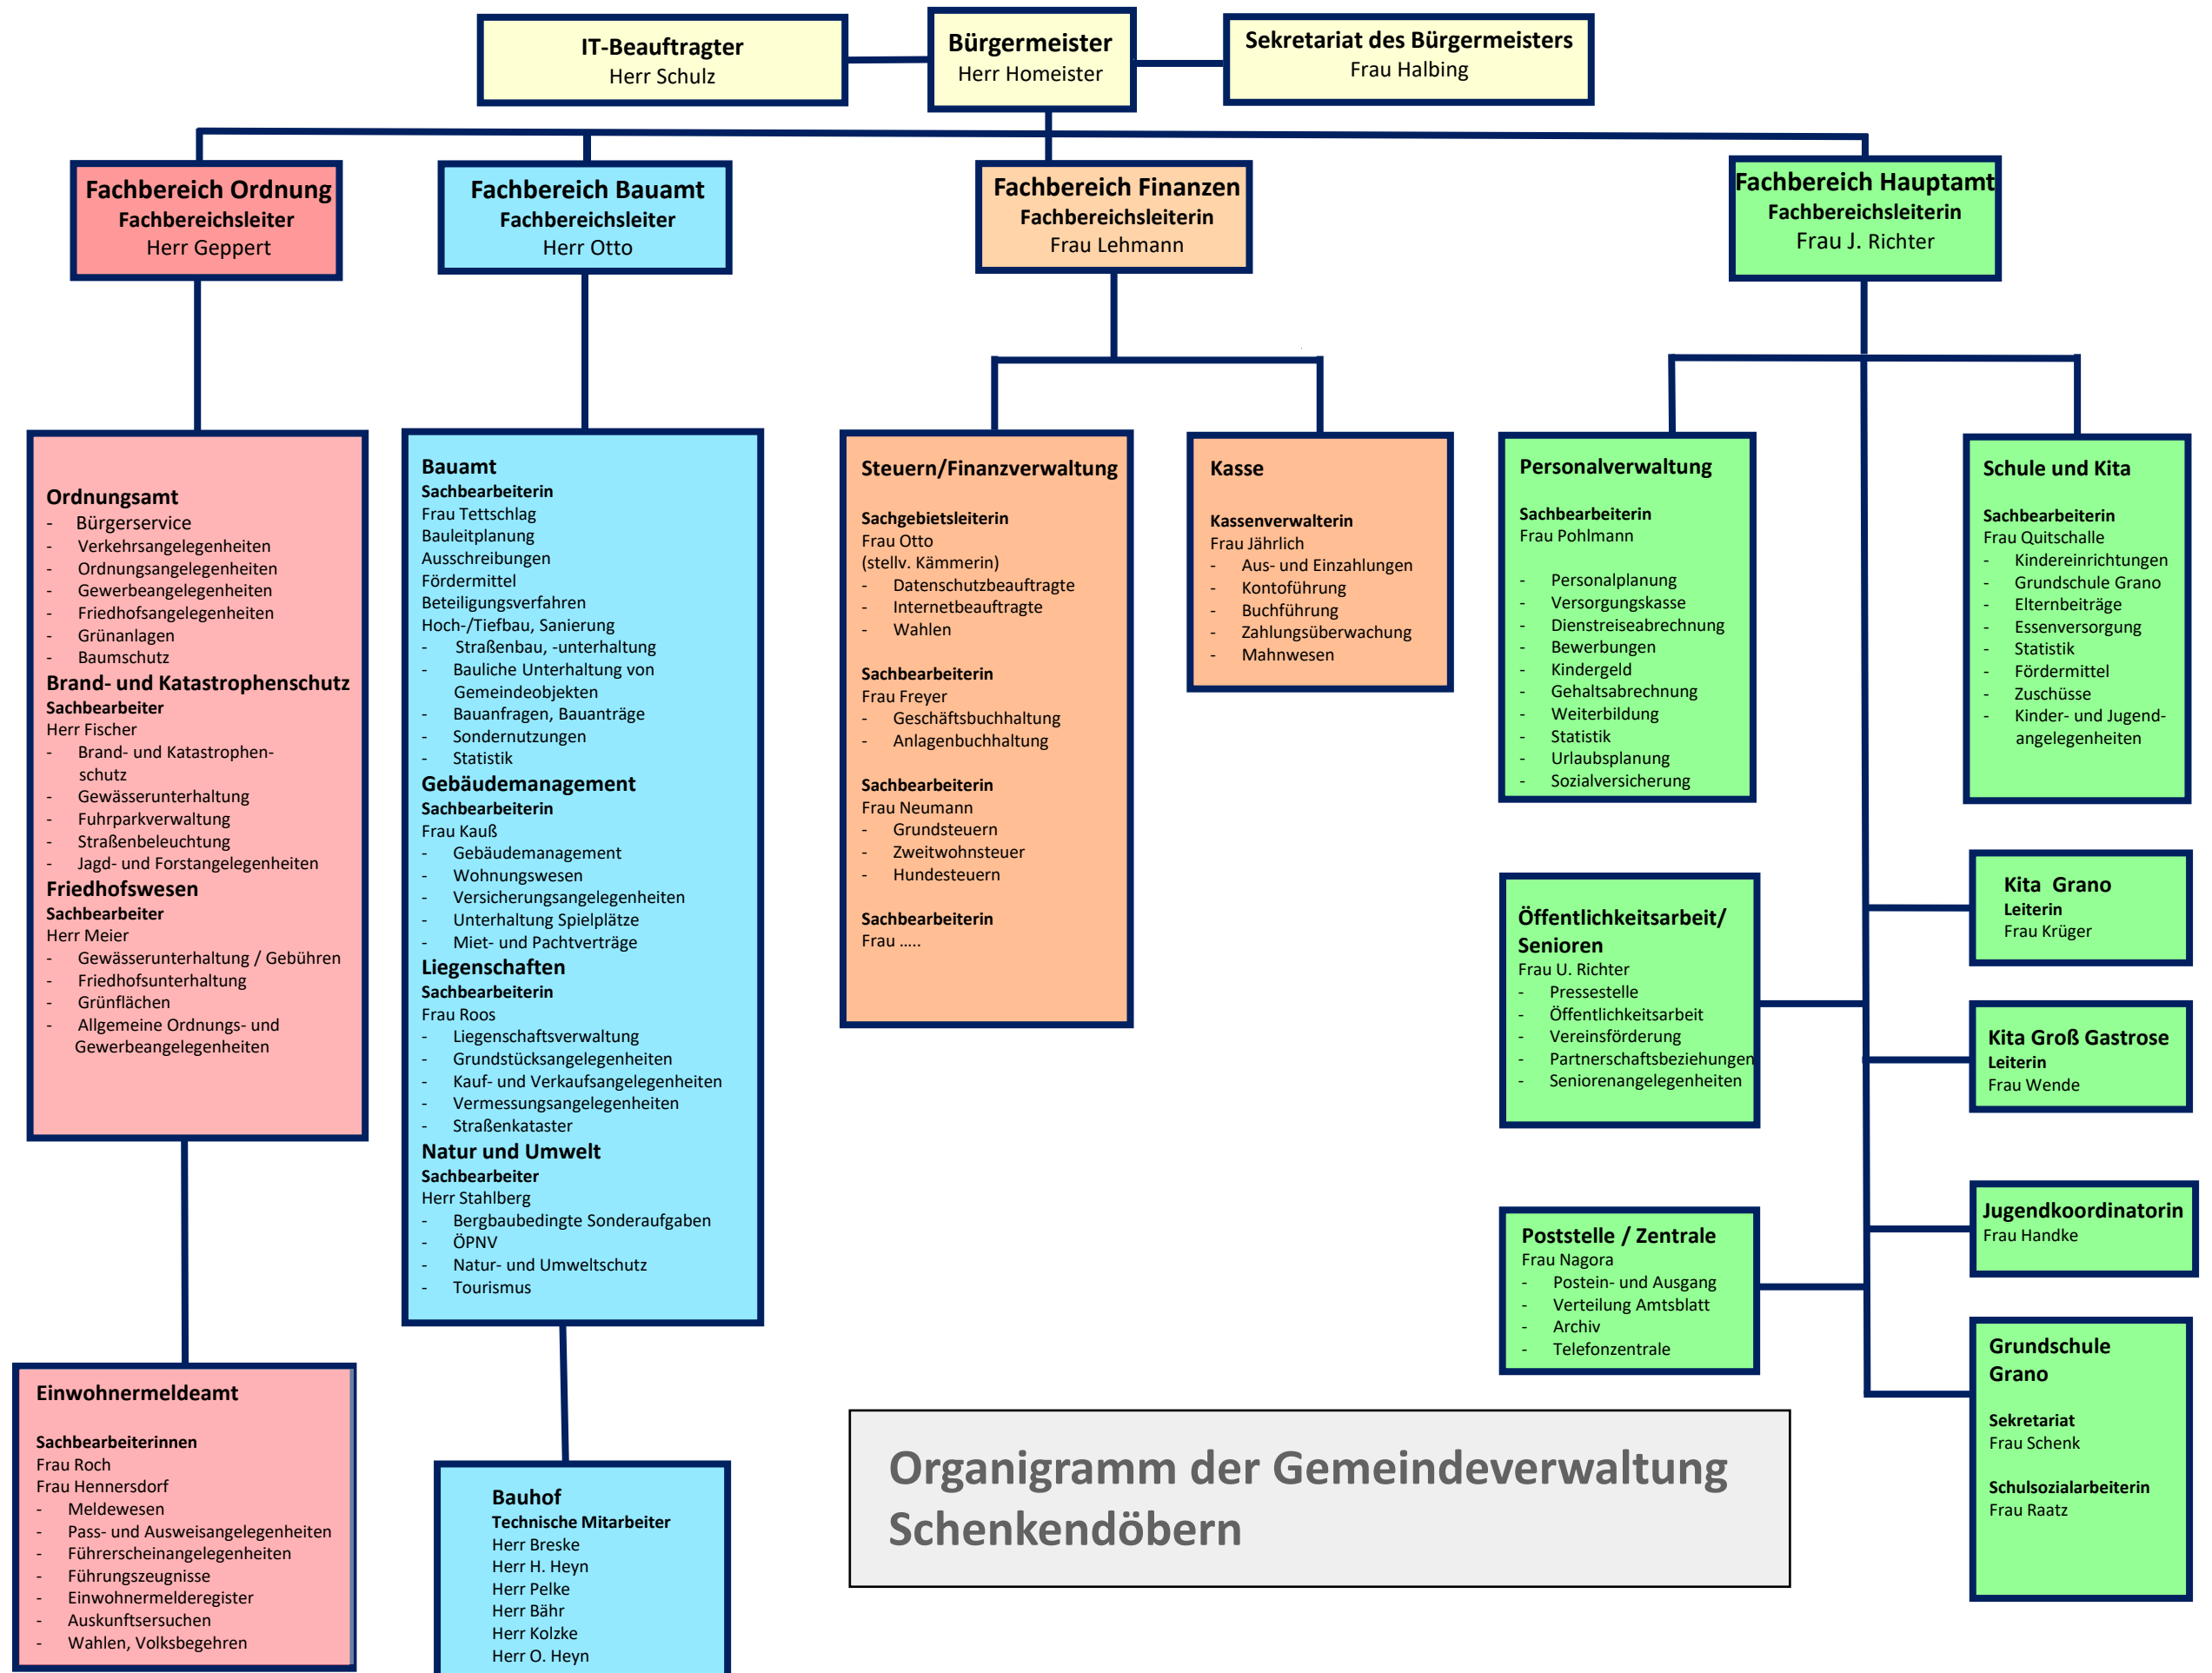 IT-Beauftragter
Herr Schulz
Bürgermeister
Herr Homeister
Sekretariat des Bürgermeisters
Frau Halbing
Fachbereich Ordnung
Fachbereichsleiter
Herr Geppert
Fachbereich Bauamt
Fachbereichsleiter
Herr Otto
Fachbereich Finanzen
Fachbereichsleiterin
Frau Lehmann
Fachbereich Hauptamt
Fachbereichsleiterin
Frau J. Richter
Ordnungsamt
- Bürgerservice
- Verkehrsangelegenheiten
- Ordnungsangelegenheiten
- Gewerbeangelegenheiten
- Friedhofsangelegenheiten
- Grünanlagen
- Baumschutz
Brand- und Katastrophenschutz
Sachbearbeiter
Herr Fischer
- Brand- und Katastrophen-
schutz
- Gewässerunterhaltung
- Fuhrparkverwaltung
- Straßenbeleuchtung
- Jagd- und Forstangelegenheiten
Friedhofswesen
Sachbearbeiter
Herr Meier
- Gewässerunterhaltung / Gebühren
- Friedhofsunterhaltung
- Grünflächen
- Allgemeine Ordnungs- und
Gewerbeangelegenheiten
Einwohnermeldeamt
Sachbearbeiterinnen
Frau Roch
Frau Hennersdorf
- Meldewesen
- Pass- und Ausweisangelegenheiten
- Führerscheinangelegenheiten
- Führungszeugnisse
- Einwohnermelderegister
- Auskunftsersuchen
- Wahlen, Volksbegehren
Bauamt
Sachbearbeiterin
Frau Tettschlag
Bauleitplanung
Ausschreibungen
Fördermittel
Beteiligungsverfahren
Hoch-/Tiefbau, Sanierung
- Straßenbau, -unterhaltung
- Bauliche Unterhaltung von
Gemeindeobjekten
- Bauanfragen, Bauanträge
- Sondernutzungen
- Statistik
Gebäudemanagement
Sachbearbeiterin
Frau Kauß
- Gebäudemanagement
- Wohnungswesen
- Versicherungsangelegenheiten
- Unterhaltung Spielplätze
- Miet- und Pachtverträge
Liegenschaften
Sachbearbeiterin
Frau Roos
- Liegenschaftsverwaltung
- Grundstücksangelegenheiten
- Kauf- und Verkaufsangelegenheiten
- Vermessungsangelegenheiten
- Straßenkataster
Natur und Umwelt
Sachbearbeiter
Herr Stahlberg
- Bergbaubedingte Sonderaufgaben
- ÖPNV
- Natur- und Umweltschutz
- Tourismus
Bauhof
Technische Mitarbeiter
Herr Breske
Herr H. Heyn
Herr Pelke
Herr Bähr
Herr Kolzke
Herr O. Heyn
Steuern/Finanzverwaltung
Sachgebietsleiterin
Frau Otto
(stellv. Kämmerin)
- Datenschutzbeauftragte
- Internetbeauftragte
- Wahlen
Sachbearbeiterin
Frau Freyer
- Geschäftsbuchhaltung
- Anlagenbuchhaltung
Sachbearbeiterin
Frau Neumann
- Grundsteuern
- Zweitwohnsteuer
- Hundesteuern
Sachbearbeiterin
Frau .....
Kasse
Kassenverwalterin
Frau Jährlich
- Aus- und Einzahlungen
- Kontoführung
- Buchführung
- Zahlungsüberwachung
- Mahnwesen
Personalverwaltung
Sachbearbeiterin
Frau Pohlmann
- Personalplanung
- Versorgungskasse
- Dienstreiseabrechnung
- Bewerbungen
- Kindergeld
- Gehaltsabrechnung
- Weiterbildung
- Statistik
- Urlaubsplanung
- Sozialversicherung
Öffentlichkeitsarbeit/
Senioren
Frau U. Richter
- Pressestelle
- Öffentlichkeitsarbeit
- Vereinsförderung
- Partnerschaftsbeziehungen
- Seniorenangelegenheiten
Poststelle / Zentrale
Frau Nagora
- Postein- und Ausgang
- Verteilung Amtsblatt
- Archiv
- Telefonzentrale
Schule und Kita
Sachbearbeiterin
Frau Quitschalle
- Kindereinrichtungen
- Grundschule Grano
- Elternbeiträge
- Essenversorgung
- Statistik
- Fördermittel
- Zuschüsse
- Kinder- und Jugend-
angelegenheiten
Kita Grano
Leiterin
Frau Krüger
Kita Groß Gastrose
Leiterin
Frau Wende
Jugendkoordinatorin
Frau Handke
Grundschule
Grano
Sekretariat
Frau Schenk
Schulsozialarbeiterin
Frau Raatz
Organigramm der Gemeindeverwaltung
Schenkendöbern